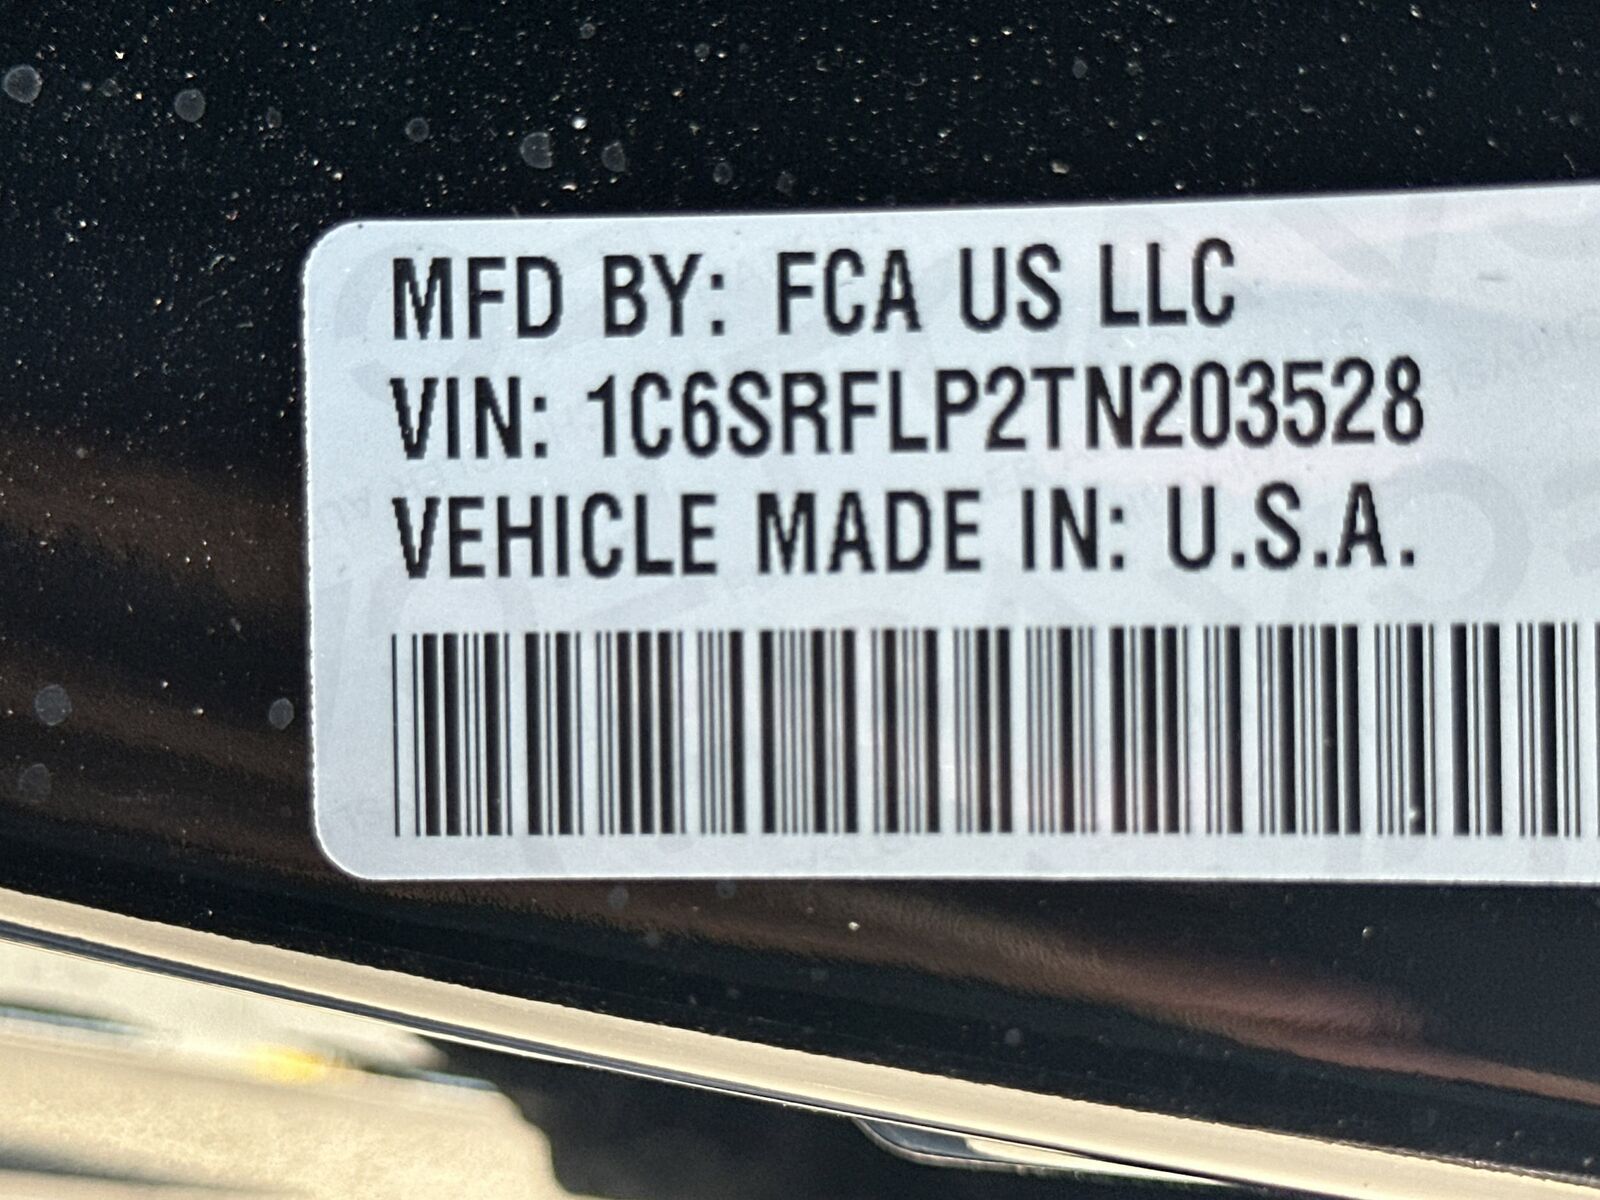 MFD BY: FCA US LLC
VIN: 1C6SRFLP2TN203528
VEHICLE MADE IN: U.S.A.